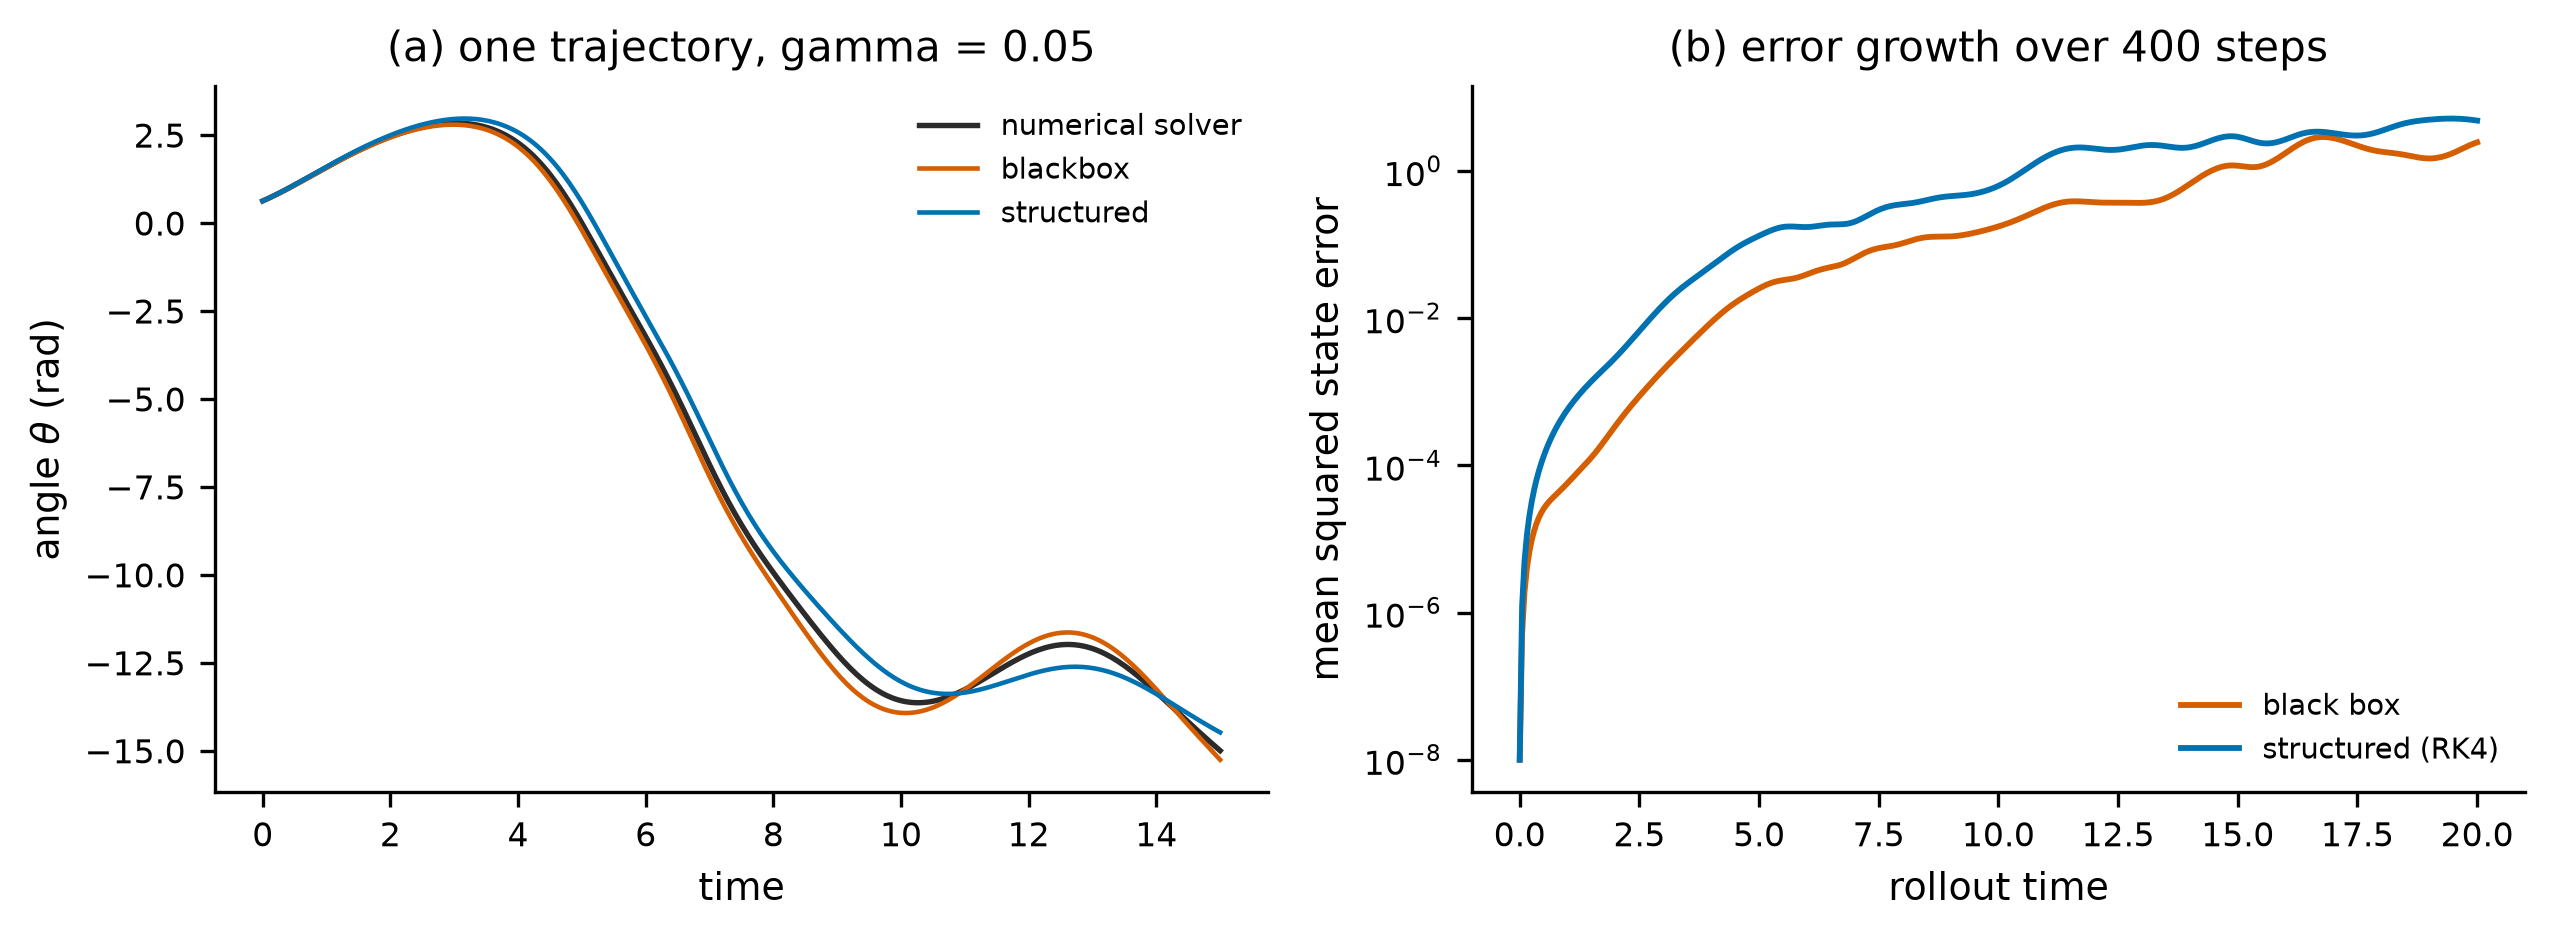 (a) one trajectory, gamma = 0.05
numerical solver
blackbox
structured
angle θ (rad)
2.5
0.0
−2.5
−5.0
−7.5
−10.0
−12.5
−15.0
0 2 4 6 8 10 12 14
time
(b) error growth over 400 steps
mean squared state error
10⁰
10⁻²
10⁻⁴
10⁻⁶
10⁻⁸
black box
structured (RK4)
0.0 2.5 5.0 7.5 10.0 12.5 15.0 17.5 20.0
rollout time